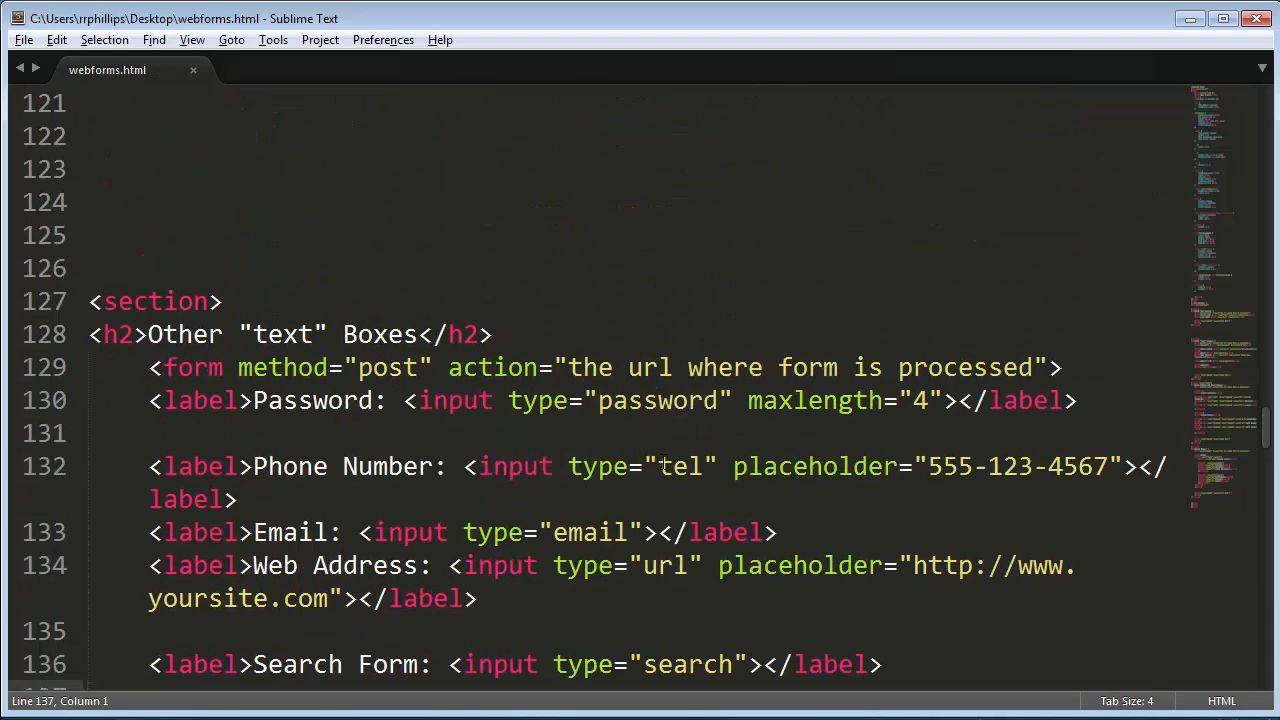 C:\Users\rrphillips\Desktop\webforms.html - Sublime Text
File Edit Selection Find View Goto Tools Project Preferences Help
webforms.html ×
121
122
123
124
125
126
127 <section>
128 <h2>Other "text" Boxes</h2>
129 <form method="post" action="the url where form is processed">
130 <label>Password: <input type="password" maxlength="4"></label>
131
132 <label>Phone Number: <input type="tel" placeholder="555-123-4567"></
label>
133 <label>Email: <input type="email"></label>
134 <label>Web Address: <input type="url" placeholder="http://www.
yoursite.com"></label>
135
136 <label>Search Form: <input type="search"></label>
Line 137, Column 1 Tab Size: 4 HTML